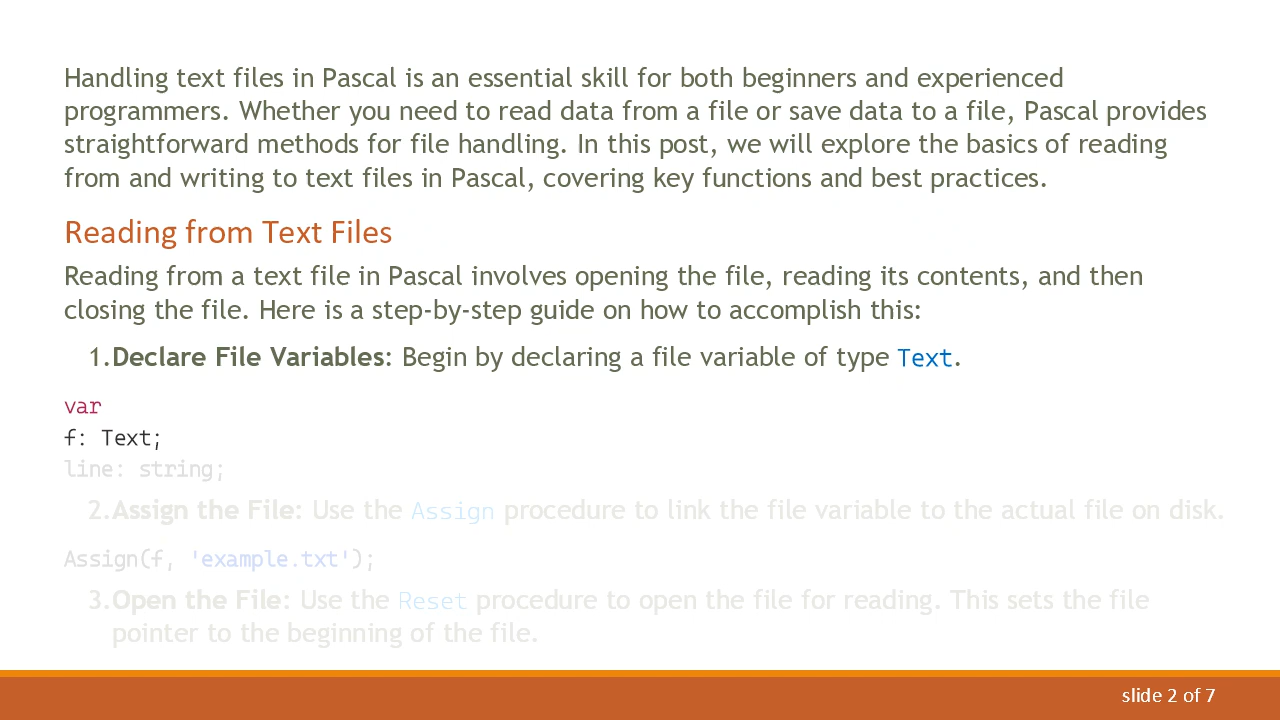 Handling text files in Pascal is an essential skill for both beginners and experienced
programmers. Whether you need to read data from a file or save data to a file, Pascal provides
straightforward methods for file handling. In this post, we will explore the basics of reading
from and writing to text files in Pascal, covering key functions and best practices.
Reading from Text Files
Reading from a text file in Pascal involves opening the file, reading its contents, and then
closing the file. Here is a step-by-step guide on how to accomplish this:
1.Declare File Variables: Begin by declaring a file variable of type Text.
var
f: Text;
line: string;
2.Assign the File: Use the Assign procedure to link the file variable to the actual file on disk.
Assign(f, 'example.txt');
3.Open the File: Use the Reset procedure to open the file for reading. This sets the file
pointer to the beginning of the file.
slide 2 of 7